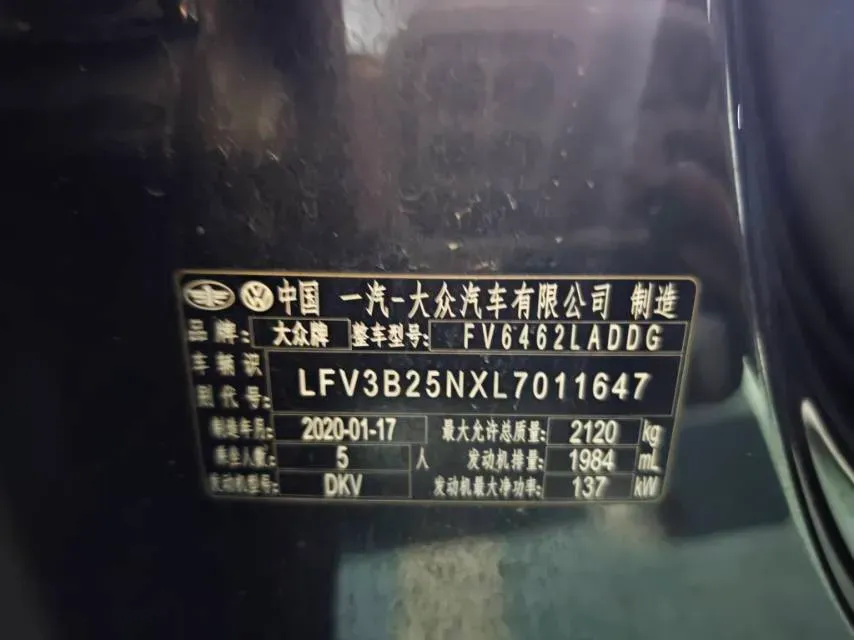 中国 一汽-大众汽车有限公司 制造
品牌: 大众牌 整车型号: FV6462LADDG
车辆识别代号: LFV3B25NXL7011647
制造年月: 2020-01-17 最大允许总质量: 2120 kg
乘坐人数: 5 人 发动机排量: 1984 mL
发动机型号: DKV 发动机最大净功率: 137 kW